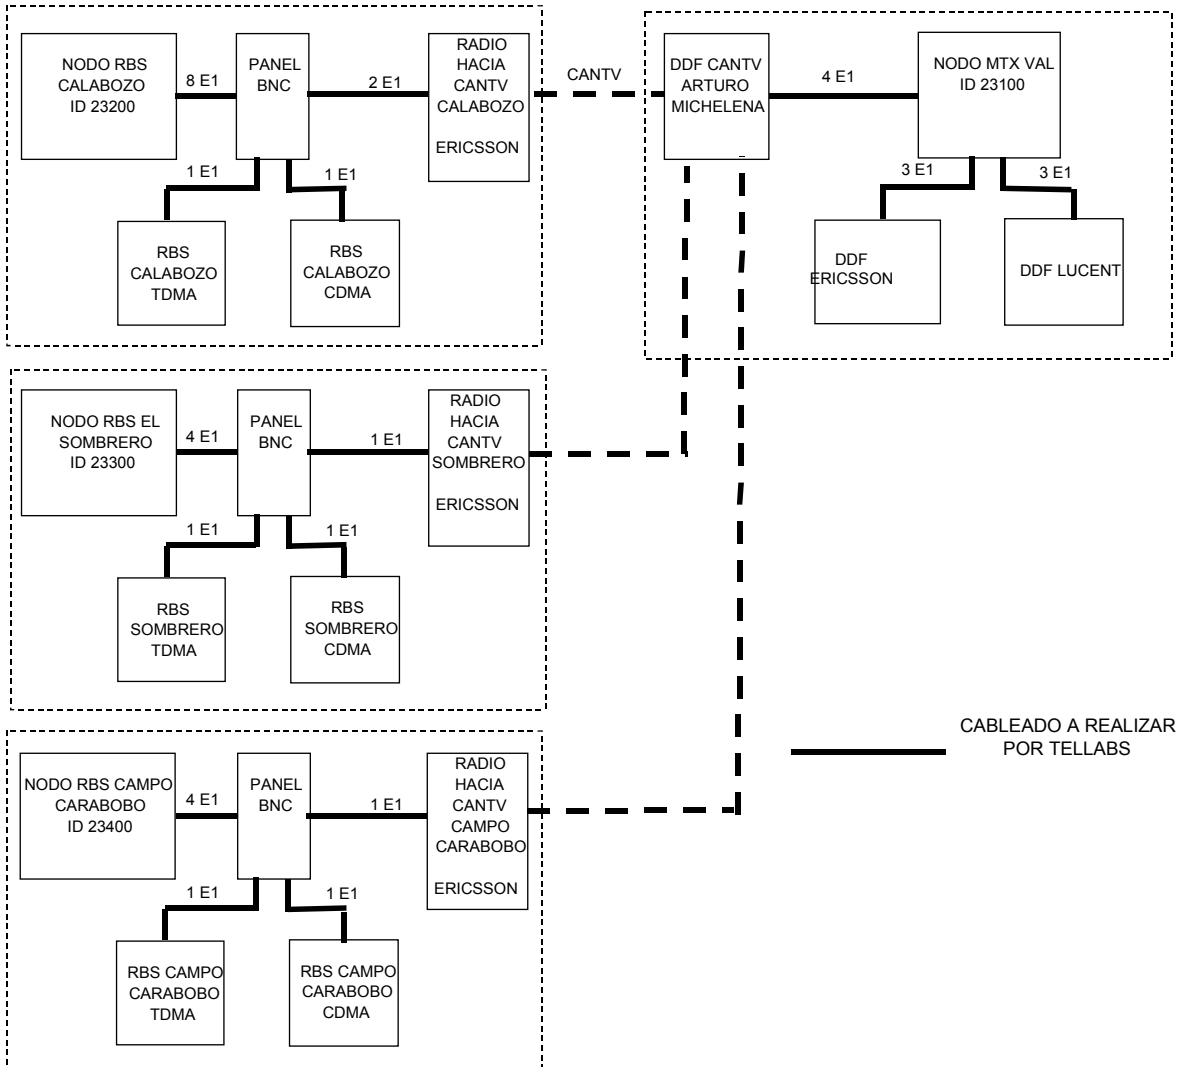 NODO RBS
CALABOZO
ID 23200
8 E1
PANEL
BNC
2 E1
RADIO
HACIA
CANTV
CALABOZO
ERICSSON
1 E1
1 E1
RBS
CALABOZO
TDMA
RBS
CALABOZO
CDMA
CANTV
DDF CANTV
ARTURO
MICHELENA
4 E1
NODO MTX VAL
ID 23100
3 E1
3 E1
DDF
ERICSSON
DDF LUCENT
NODO RBS EL
SOMBRERO
ID 23300
4 E1
PANEL
BNC
1 E1
RADIO
HACIA
CANTV
SOMBRERO
ERICSSON
1 E1
1 E1
RBS
SOMBRERO
TDMA
RBS
SOMBRERO
CDMA
NODO RBS CAMPO
CARABOBO
ID 23400
4 E1
PANEL
BNC
1 E1
RADIO
HACIA
CANTV
CAMPO
CARABOBO
ERICSSON
1 E1
1 E1
RBS CAMPO
CARABOBO
TDMA
RBS CAMPO
CARABOBO
CDMA
CABLEADO A REALIZAR
POR TELLABS